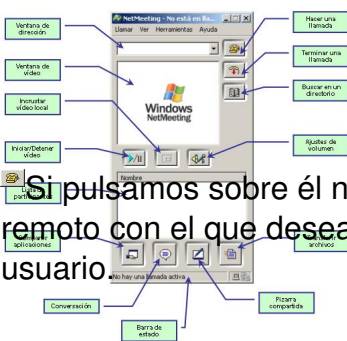 Ventana de dirección
NetMeeting - No está en lla...
Hacer una llamada
Llamar Ver Herramientas Ayuda
Ventana de vídeo
Terminar una llamada
Windows
NetMeeting
Buscar en un directorio
Incrustar vídeo local
Iniciar/Detener vídeo
Ajustes de volumen
Nombre
Si pulsamos sobre él n
remoto con el que desea
aplicaciones
archivos
usuario.
No hay una llamada activa
Conversación
Pizarra compartida
Barra de estado